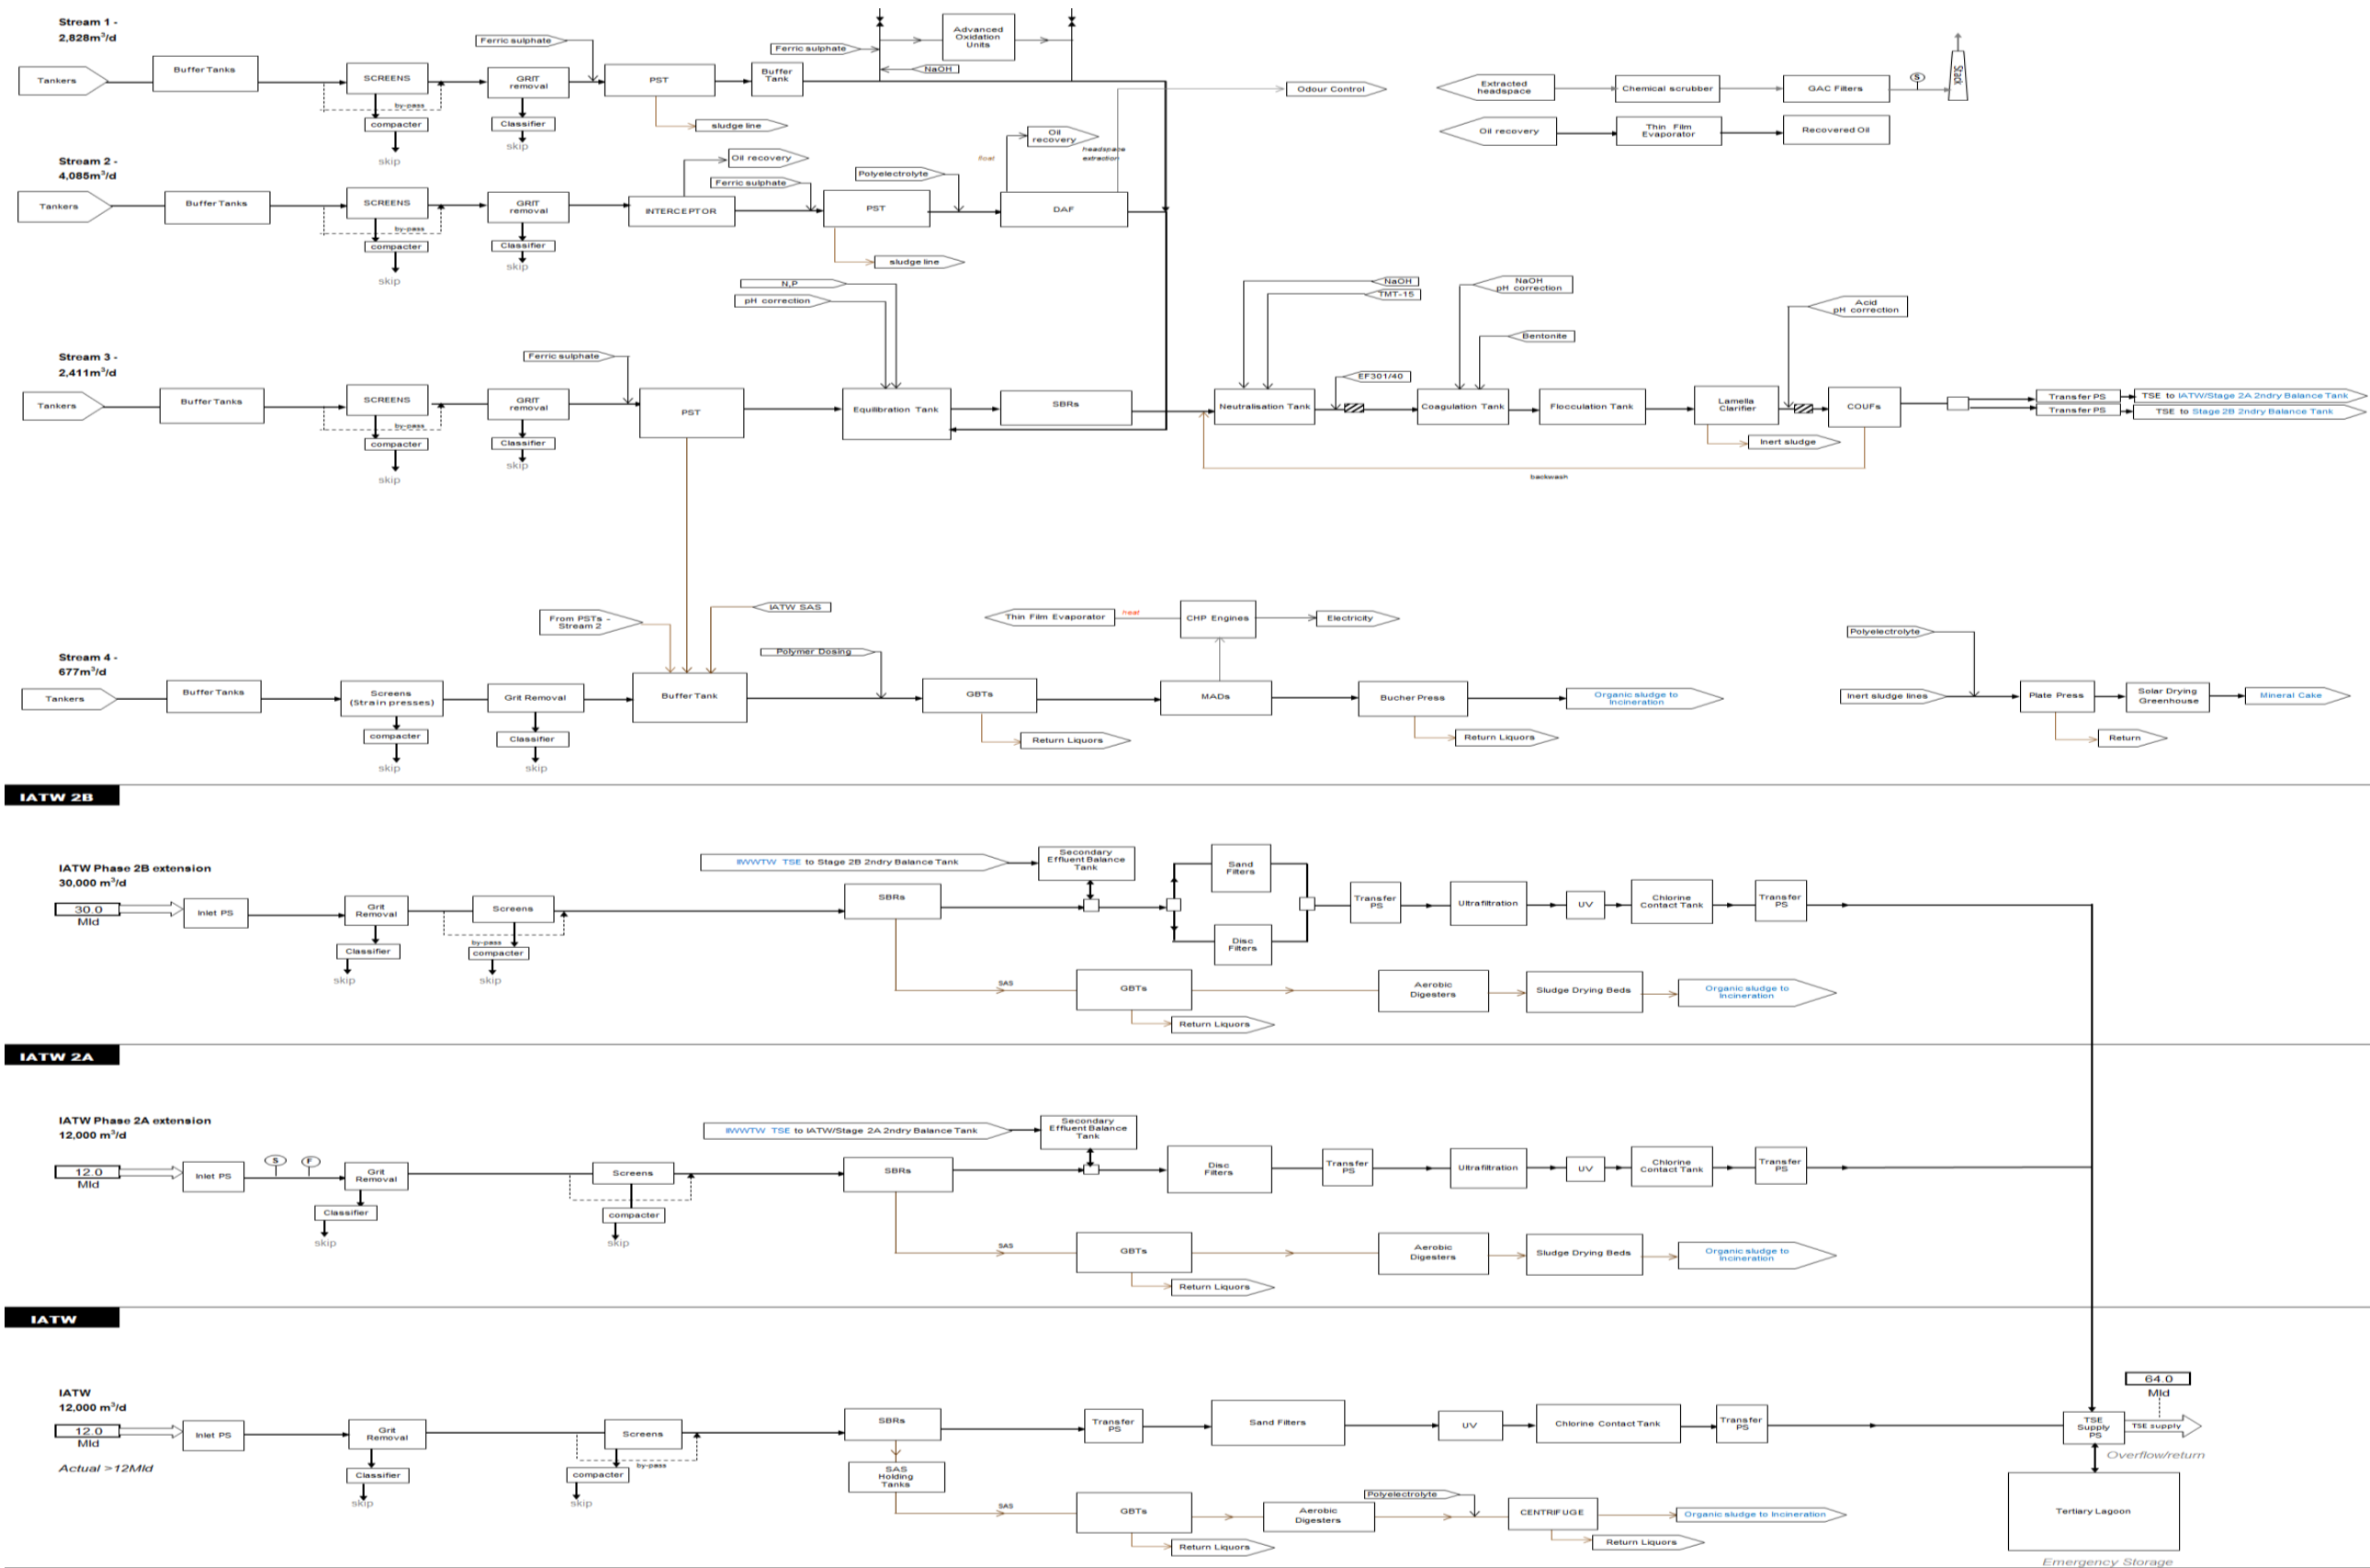 Stream 1 -
2,828m³/d
Tankers
Buffer Tanks
SCREENS
by-pass
compacter
skip
GRIT
removal
Classifier
skip
Ferric sulphate
PST
sludge line
Buffer
Tank
Ferric sulphate
NaOH
Advanced
Oxidation
Units
Odour Control
Extracted
headspace
Chemical scrubber
GAC Filters
S
Stack
Oil recovery
Thin Film
Evaporator
Recovered Oil
Stream 2 -
4,085m³/d
Tankers
Buffer Tanks
SCREENS
by-pass
compacter
skip
GRIT
removal
Classifier
skip
INTERCEPTOR
Oil recovery
Ferric sulphate
PST
sludge line
Polyelectrolyte
float
Oil
recovery
headspace
extraction
DAF
Stream 3 -
2,411m³/d
Tankers
Buffer Tanks
SCREENS
by-pass
compacter
skip
GRIT
removal
Classifier
skip
Ferric sulphate
PST
N,P
pH correction
Equilibration Tank
SBRs
NaOH
TMT-15
Neutralisation Tank
EF301/40
NaOH
pH correction
Bentonite
Coagulation Tank
Flocculation Tank
Lamella
Clarifier
Inert sludge
Acid
pH correction
COUFs
backwash
Transfer PS
TSE to IATW/Stage 2A 2ndry Balance Tank
Transfer PS
TSE to Stage 2B 2ndry Balance Tank
Stream 4 -
677m³/d
Tankers
Buffer Tanks
Screens
(Strain presses)
compacter
skip
Grit Removal
Classifier
skip
From PSTs -
Stream 2
IATW SAS
Buffer Tank
Polymer Dosing
GBTs
Return Liquors
Thin Film Evaporator
heat
CHP Engines
Electricity
MADs
Bucher Press
Return Liquors
Organic sludge to
Incineration
Polyelectrolyte
Inert sludge lines
Plate Press
Return
Solar Drying
Greenhouse
Mineral Cake
IATW 2B
IATW Phase 2B extension
30,000 m³/d
30.0
Mld
Inlet PS
Grit
Removal
Classifier
skip
Screens
by-pass
compacter
skip
SBRs
IIWWTW TSE to Stage 2B 2ndry Balance Tank
Secondary
Effluent Balance
Tank
Sand
Filters
Disc
Filters
Transfer
PS
Ultrafiltration
UV
Chlorine
Contact Tank
Transfer
PS
SAS
GBTs
Return Liquors
Aerobic
Digesters
Sludge Drying Beds
Organic sludge to
Incineration
IATW 2A
IATW Phase 2A extension
12,000 m³/d
12.0
Mld
Inlet PS
S
F
Grit
Removal
Classifier
skip
Screens
compacter
skip
SBRs
IIWWTW TSE to IATW/Stage 2A 2ndry Balance Tank
Secondary
Effluent Balance
Tank
Disc
Filters
Transfer
PS
Ultrafiltration
UV
Chlorine
Contact Tank
Transfer
PS
SAS
GBTs
Return Liquors
Aerobic
Digesters
Sludge Drying Beds
Organic sludge to
Incineration
IATW
IATW
12,000 m³/d
12.0
Mld
Actual >12Mld
Inlet PS
Grit
Removal
Classifier
skip
Screens
by-pass
compacter
skip
SBRs
SAS
Holding
Tanks
Transfer
PS
Sand Filters
UV
Chlorine Contact Tank
Transfer
PS
TSE
Supply
PS
64.0
Mld
TSE supply
Overflow/return
SAS
GBTs
Return Liquors
Aerobic
Digesters
Polyelectrolyte
CENTRIFUGE
Return Liquors
Organic sludge to Incineration
Tertiary Lagoon
Emergency Storage